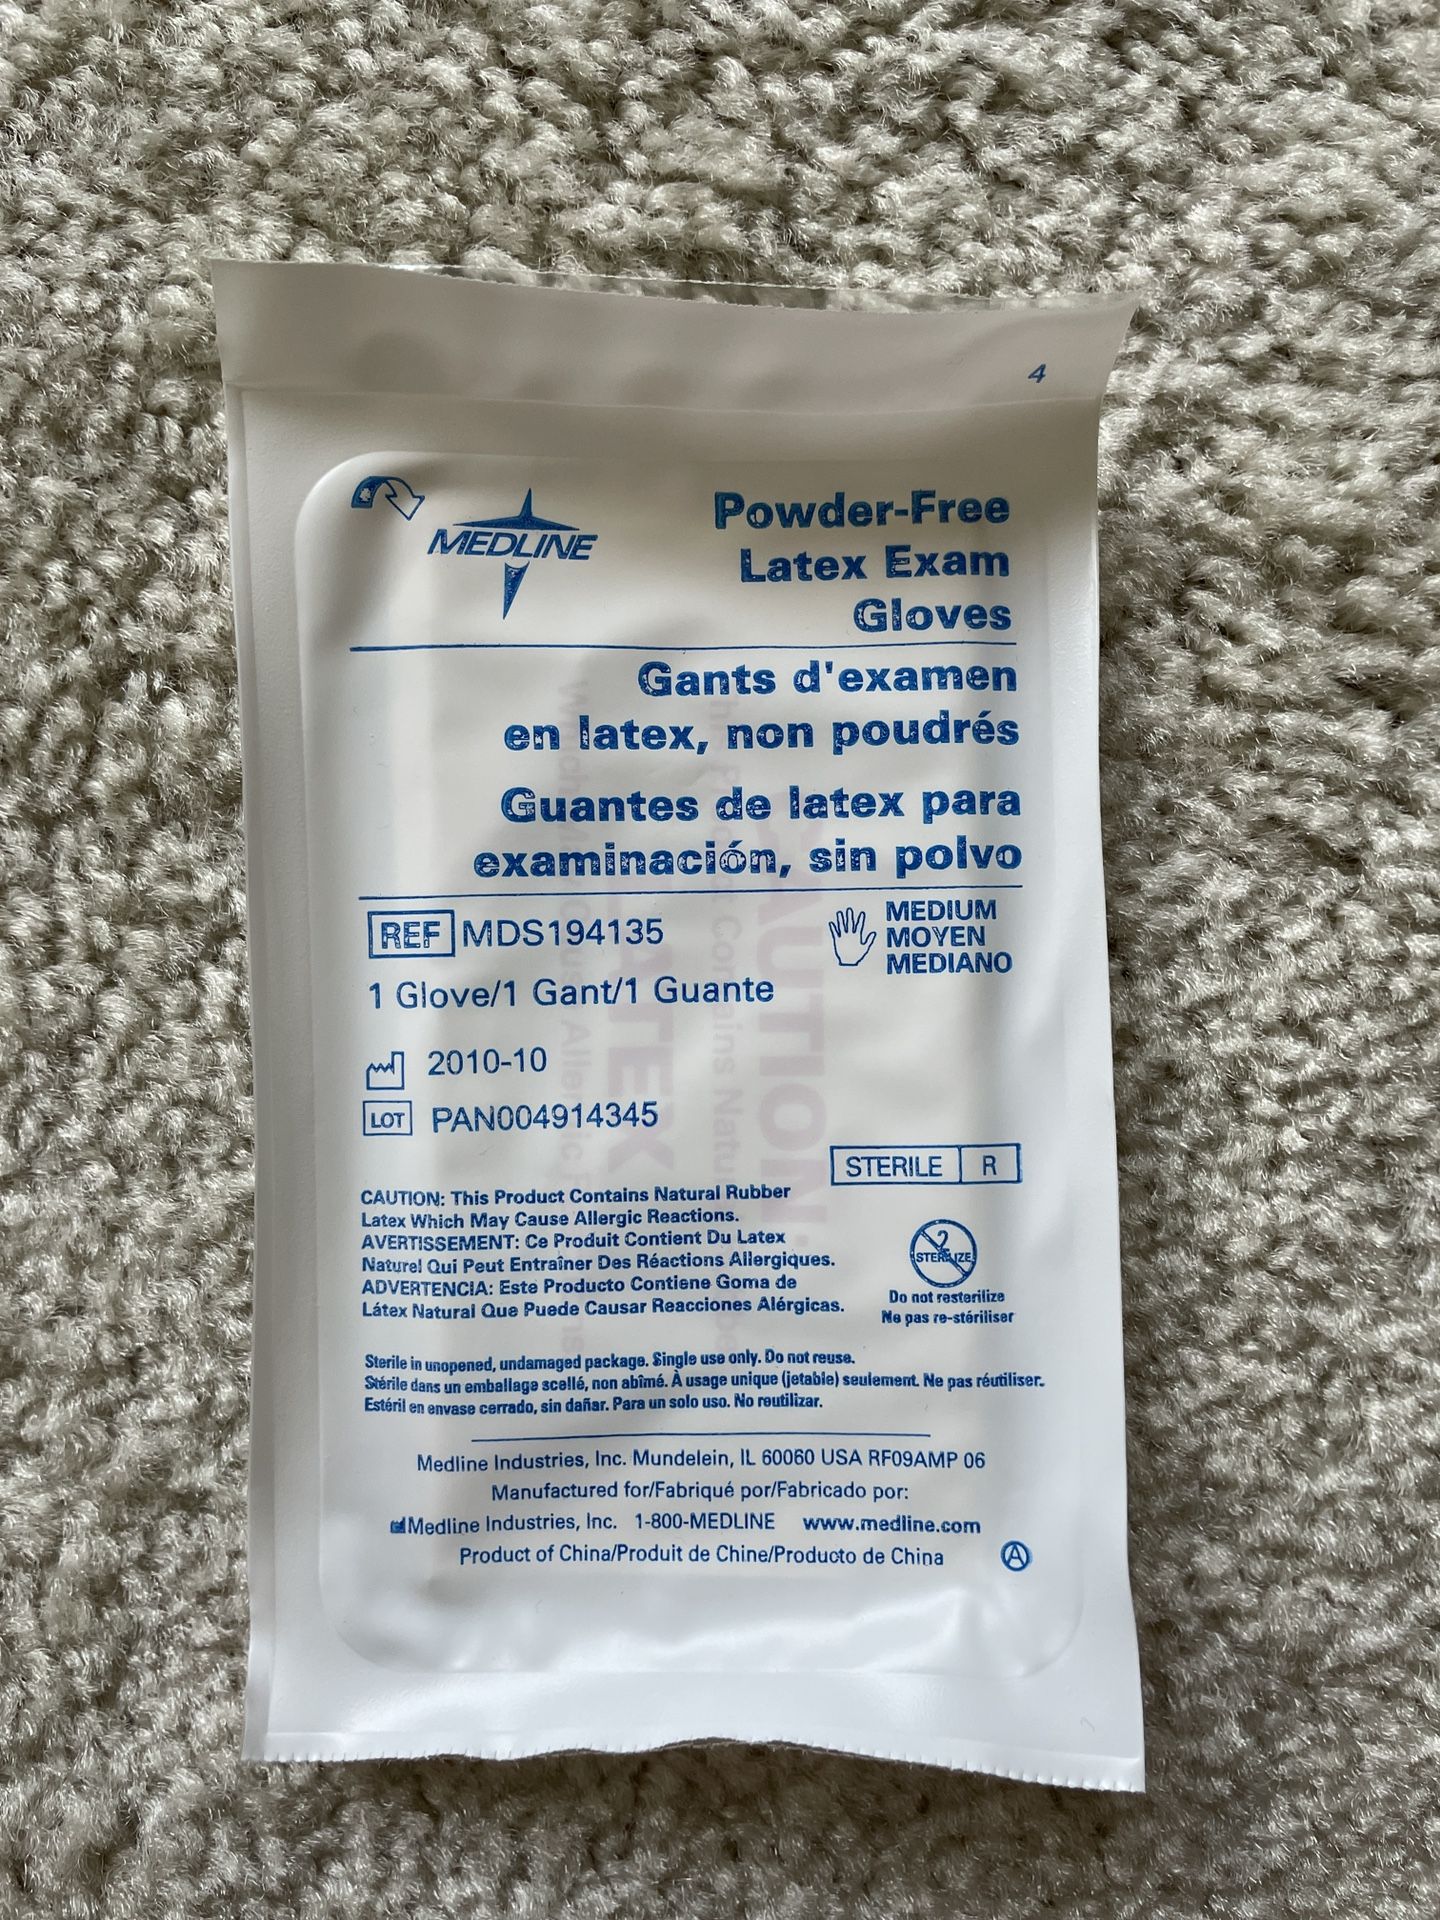 4
MEDLINE
Powder-Free
Latex Exam
Gloves
Gants d'examen
en latex, non poudrés
Guantes de latex para
examinación, sin polvo
REF MDS194135
MEDIUM
MOYEN
MEDIANO
1 Glove/1 Gant/1 Guante
2010-10
LOT PAN004914345
STERILE R
CAUTION: This Product Contains Natural Rubber
Latex Which May Cause Allergic Reactions.
AVERTISSEMENT: Ce Produit Contient Du Latex
Naturel Qui Peut Entraîner Des Réactions Allergiques.
ADVERTENCIA: Este Producto Contiene Goma de
Látex Natural Que Puede Causar Reacciones Alérgicas.
2
STERILIZE
Do not resterilize
Ne pas re-stériliser
Sterile in unopened, undamaged package. Single use only. Do not reuse.
Stérile dans un emballage scellé, non abîmé. À usage unique (jetable) seulement. Ne pas réutiliser.
Estéril en envase cerrado, sin dañar. Para un solo uso. No reutilizar.
Medline Industries, Inc. Mundelein, IL 60060 USA RF09AMP 06
Manufactured for/Fabriqué por/Fabricado por:
Medline Industries, Inc. 1-800-MEDLINE www.medline.com
Product of China/Produit de Chine/Producto de China
A
CAUTION:
LATEX